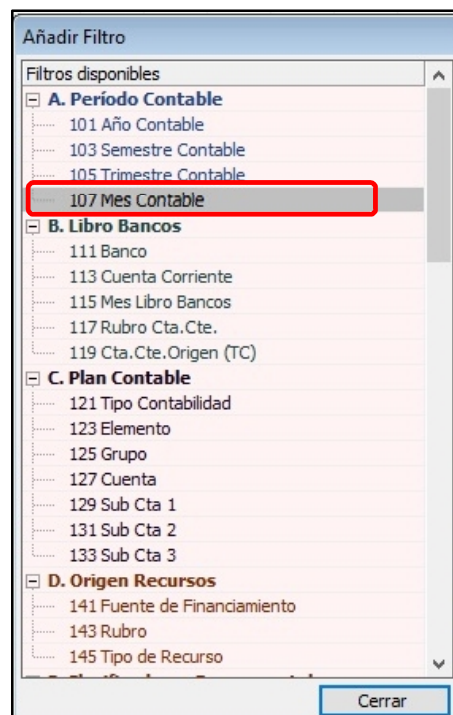 Añadir Filtro
Filtros disponibles
A. Período Contable
101 Año Contable
103 Semestre Contable
105 Trimestre Contable
107 Mes Contable
B. Libro Bancos
111 Banco
113 Cuenta Corriente
115 Mes Libro Bancos
117 Rubro Cta.Cte.
119 Cta.Cte.Origen (TC)
C. Plan Contable
121 Tipo Contabilidad
123 Elemento
125 Grupo
127 Cuenta
129 Sub Cta 1
131 Sub Cta 2
133 Sub Cta 3
D. Origen Recursos
141 Fuente de Financiamiento
143 Rubro
145 Tipo de Recurso
Cerrar